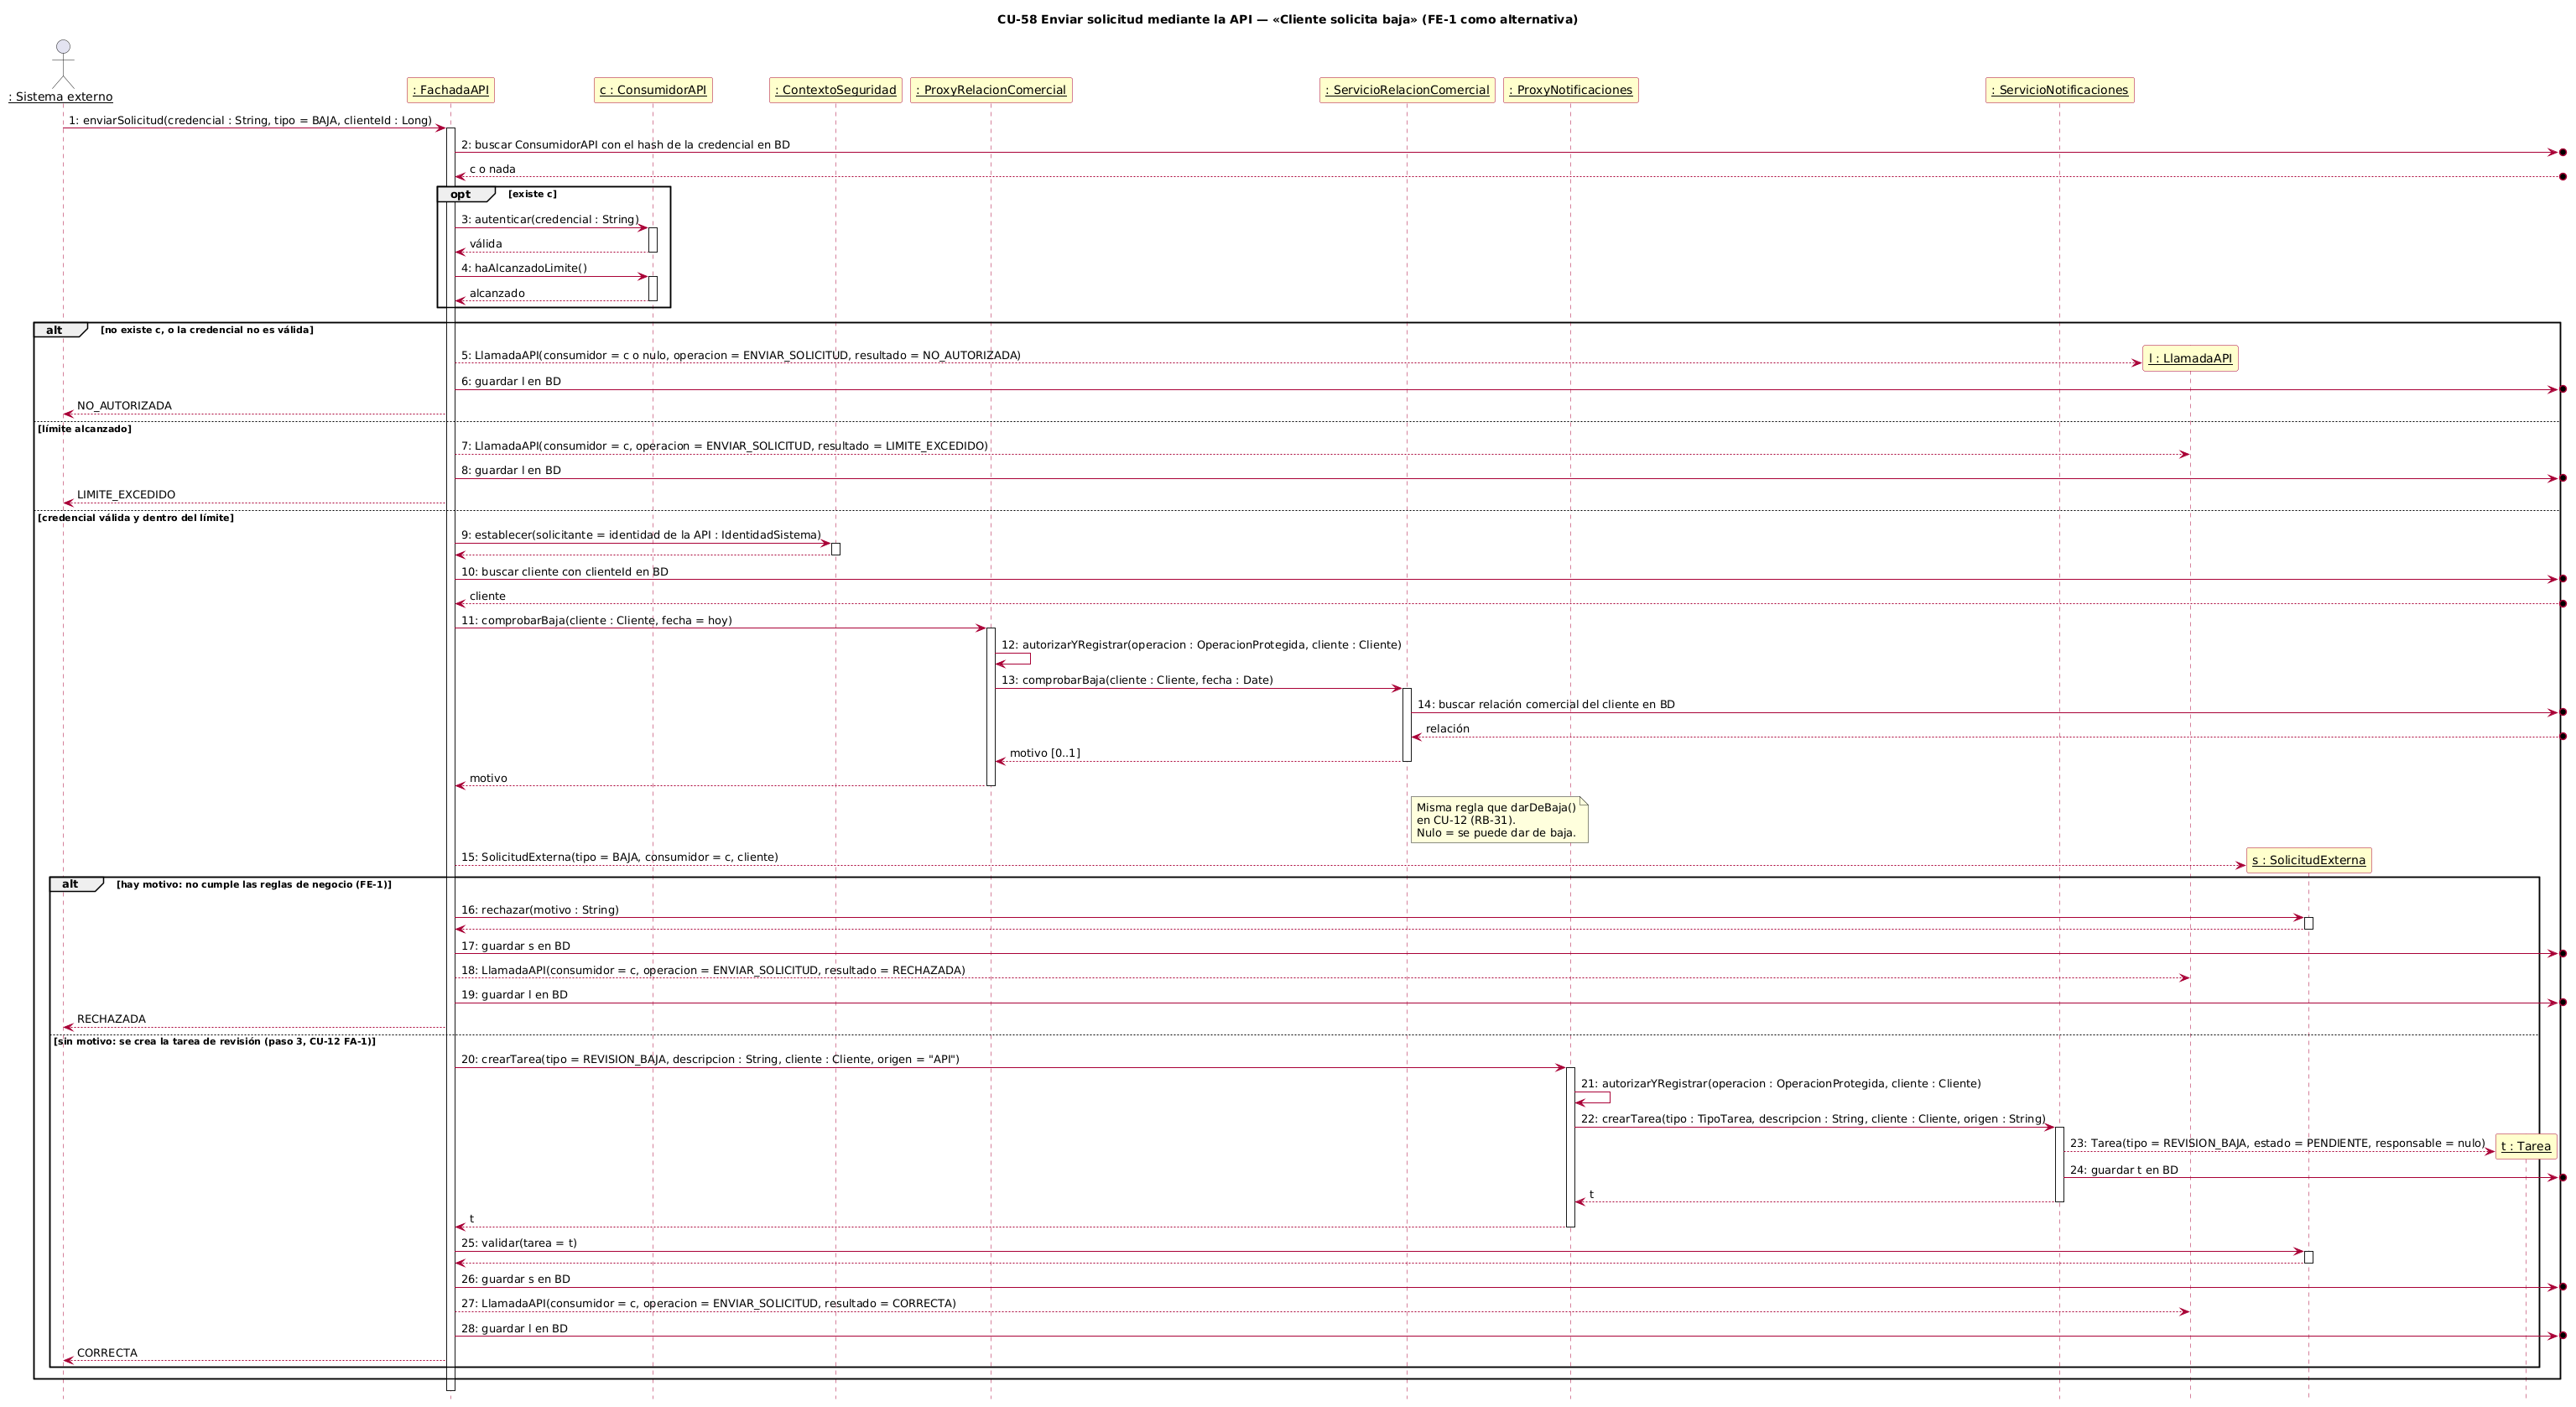 CU-58 Enviar solicitud mediante la API — «Cliente solicita baja» (FE-1 como alternativa)
: Sistema externo
: FachadaAPI
c : ConsumidorAPI
: ContextoSeguridad
: ProxyRelacionComercial
: ServicioRelacionComercial
: ProxyNotificaciones
: ServicioNotificaciones
1: enviarSolicitud(credencial : String, tipo = BAJA, clienteId : Long)
2: buscar ConsumidorAPI con el hash de la credencial en BD
c o nada
opt [existe c]
3: autenticar(credencial : String)
válida
4: haAlcanzadoLimite()
alcanzado
alt [no existe c, o la credencial no es válida]
5: LlamadaAPI(consumidor = c o nulo, operacion = ENVIAR_SOLICITUD, resultado = NO_AUTORIZADA)
l : LlamadaAPI
6: guardar l en BD
NO_AUTORIZADA
[límite alcanzado]
7: LlamadaAPI(consumidor = c, operacion = ENVIAR_SOLICITUD, resultado = LIMITE_EXCEDIDO)
8: guardar l en BD
LIMITE_EXCEDIDO
[credencial válida y dentro del límite]
9: establecer(solicitante = identidad de la API : IdentidadSistema)
10: buscar cliente con clienteId en BD
cliente
11: comprobarBaja(cliente : Cliente, fecha = hoy)
12: autorizarYRegistrar(operacion : OperacionProtegida, cliente : Cliente)
13: comprobarBaja(cliente : Cliente, fecha : Date)
14: buscar relación comercial del cliente en BD
relación
motivo [0..1]
motivo
Misma regla que darDeBaja()
en CU-12 (RB-31).
Nulo = se puede dar de baja.
15: SolicitudExterna(tipo = BAJA, consumidor = c, cliente)
s : SolicitudExterna
alt [hay motivo: no cumple las reglas de negocio (FE-1)]
16: rechazar(motivo : String)
17: guardar s en BD
18: LlamadaAPI(consumidor = c, operacion = ENVIAR_SOLICITUD, resultado = RECHAZADA)
19: guardar l en BD
RECHAZADA
[sin motivo: se crea la tarea de revisión (paso 3, CU-12 FA-1)]
20: crearTarea(tipo = REVISION_BAJA, descripcion : String, cliente : Cliente, origen = "API")
21: autorizarYRegistrar(operacion : OperacionProtegida, cliente : Cliente)
22: crearTarea(tipo : TipoTarea, descripcion : String, cliente : Cliente, origen : String)
23: Tarea(tipo = REVISION_BAJA, estado = PENDIENTE, responsable = nulo)
t : Tarea
24: guardar t en BD
t
t
25: validar(tarea = t)
26: guardar s en BD
27: LlamadaAPI(consumidor = c, operacion = ENVIAR_SOLICITUD, resultado = CORRECTA)
28: guardar l en BD
CORRECTA